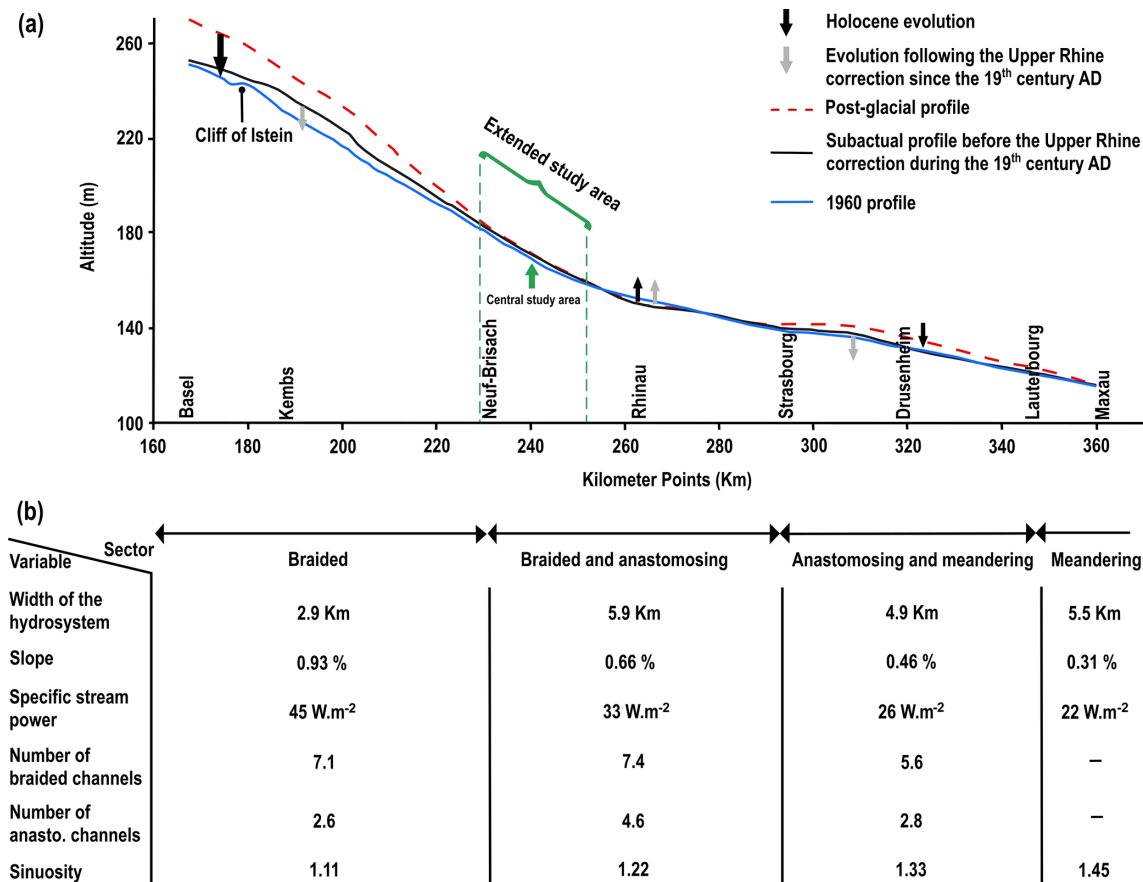 (a)
260
220
180
140
100
Altitude (m)
Holocene evolution
Evolution following the Upper Rhine
correction since the 19th century AD
Post-glacial profile
Subactual profile before the Upper Rhine
correction during the 19th century AD
1960 profile
Cliff of Istein
Extended study area
Central study area
Basel
Kembs
Neuf-Brisach
Rhinau
Strasbourg
Drusenheim
Lauterbourg
Maxau
160 180 200 220 240 260 280 300 320 340 360
Kilometer Points (Km)
(b)
Sector
Variable
Braided Braided and anastomosing Anastomosing and meandering Meandering
Width of the
hydrosystem
2.9 Km 5.9 Km 4.9 Km 5.5 Km
Slope 0.93 % 0.66 % 0.46 % 0.31 %
Specific stream
power
45 W.m-2 33 W.m-2 26 W.m-2 22 W.m-2
Number of
braided channels
7.1 7.4 5.6 –
Number of
anasto. channels
2.6 4.6 2.8 –
Sinuosity 1.11 1.22 1.33 1.45